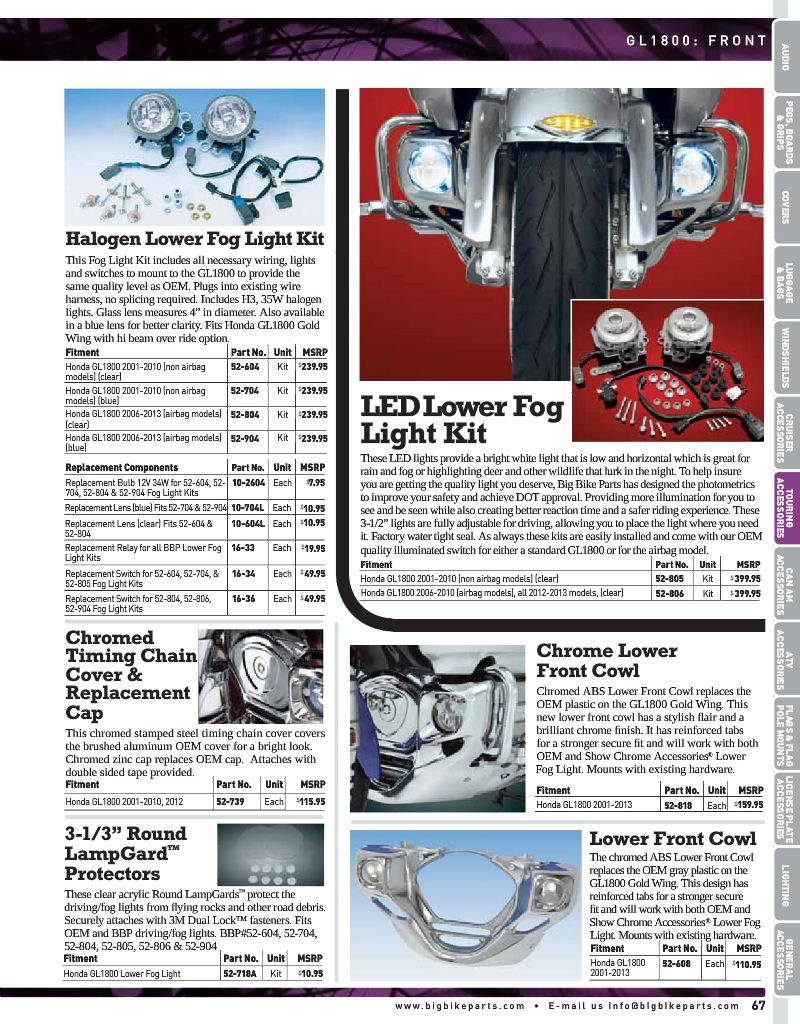 GL1800: FRONT
Halogen Lower Fog Light Kit
This Fog Light Kit includes all necessary wiring, lights
and switches to mount to the GL1800 to provide the
same quality level as OEM. Plugs into existing wire
harness, no splicing required. Includes H3, 35W halogen
lights. Glass lens measures 4” in diameter. Also available
in a blue lens for better clarity. Fits Honda GL1800 Gold
Wing with hi beam over ride option.
Fitment Part No. Unit MSRP
Honda GL1800 2001-2010 (non airbag 52-604 Kit $239.95
models) (clear)
Honda GL1800 2001-2010 (non airbag 52-704 Kit $239.95
models) (blue)
Honda GL1800 2006-2013 (airbag models) 52-804 Kit $239.95
(clear)
Honda GL1800 2006-2013 (airbag models) 52-904 Kit $239.95
(blue)
Replacement Components Part No. Unit MSRP
Replacement Bulb 12V 34W for 52-604, 52- 10-2604 Each $7.95
704, 52-804 & 52-904 Fog Light Kits
Replacement Lens (blue) Fits 52-704 & 52-904 10-704L Each $10.95
Replacement Lens (clear) Fits 52-604 & 10-604L Each $10.95
52-804
Replacement Relay for all BBP Lower Fog 16-33 Each $19.95
Light Kits
Replacement Switch for 52-604, 52-704, & 16-34 Each $49.95
52-805 Fog Light Kits
Replacement Switch for 52-804, 52-806, 16-36 Each $49.95
52-904 Fog Light Kits
LED Lower Fog
Light Kit
These LED lights provide a bright white light that is low and horizontal which is great for
rain and fog or highlighting deer and other wildlife that lurk in the night. To help insure
you are getting the quality light you deserve, Big Bike Parts has designed the photometrics
to improve your safety and achieve DOT approval. Providing more illumination for you to
see and be seen while also creating better reaction time and a safer riding experience. These
3-1/2” lights are fully adjustable for driving, allowing you to place the light where you need
it. Factory water tight seal. As always these kits are easily installed and come with our OEM
quality illuminated switch for either a standard GL1800 or for the airbag model.
Fitment Part No. Unit MSRP
Honda GL1800 2001-2010 (non airbag models) (clear) 52-805 Kit $399.95
Honda GL1800 2006-2010 (airbag models), all 2012-2013 models, (clear) 52-806 Kit $399.95
Chromed
Timing Chain
Cover &
Replacement
Cap
This chromed stamped steel timing chain cover covers
the brushed aluminum OEM cover for a bright look.
Chromed zinc cap replaces OEM cap. Attaches with
double sided tape provided.
Fitment Part No. Unit MSRP
Honda GL1800 2001-2010, 2012 52-739 Each $115.95
3-1/3” Round
LampGard™
Protectors
These clear acrylic Round LampGards™ protect the
driving/fog lights from flying rocks and other road debris.
Securely attaches with 3M Dual Lock™ fasteners. Fits
OEM and BBP driving/fog lights. BBP#52-604, 52-704,
52-804, 52-805, 52-806 & 52-904
Fitment Part No. Unit MSRP
Honda GL1800 Lower Fog Light 52-718A Kit $10.95
Chrome Lower
Front Cowl
Chromed ABS Lower Front Cowl replaces the
OEM plastic on the GL1800 Gold Wing. This
new lower front cowl has a stylish flair and a
brilliant chrome finish. It has reinforced tabs
for a stronger secure fit and will work with both
OEM and Show Chrome Accessories® Lower
Fog Light. Mounts with existing hardware.
Fitment Part No. Unit MSRP
Honda GL1800 2001-2013 52-818 Each $159.95
Lower Front Cowl
The chromed ABS Lower Front Cowl
replaces the OEM gray plastic on the
GL1800 Gold Wing. This design has
reinforced tabs for a stronger secure
fit and will work with both OEM and
Show Chrome Accessories® Lower Fog
Light. Mounts with existing hardware.
Fitment Part No. Unit MSRP
Honda GL1800 52-608 Each $110.95
2001-2013
AUDIO
PEGS, BOARDS
& GRIPS
COVERS
LUGGAGE
& BAGS
WINDSHIELDS
CRUISER
ACCESSORIES
TOURING
ACCESSORIES
CAN AM
ACCESSORIES
ATV
ACCESSORIES
FLAGS & FLAG
POLE MOUNTS
LICENSE PLATE
ACCESSORIES
LIGHTING
GENERAL
ACCESSORIES
www.bigbikeparts.com • E-mail us info@bigbikeparts.com 67